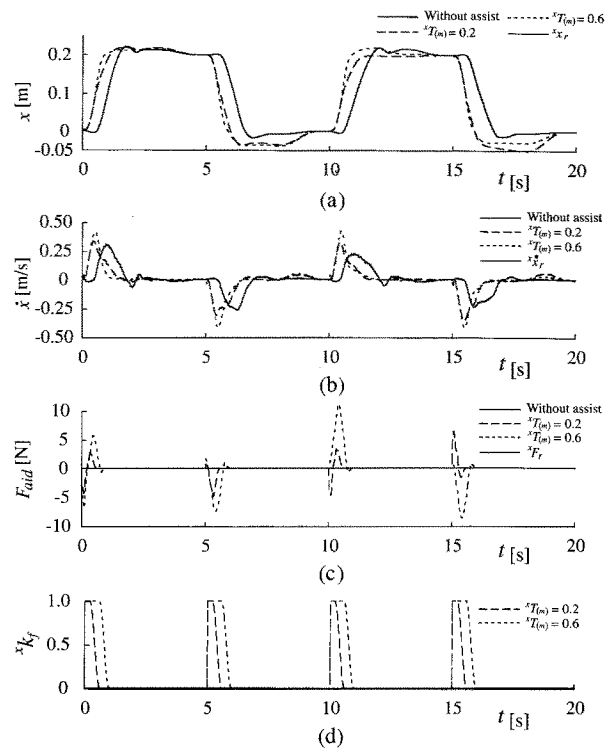 Without assist
ˣT₍ₘ₎ = 0.6
ˣT₍ₘ₎ = 0.2
ˣxᵣ
x [m]
0.2
0.1
0
-0.05
0
5
10
15
20
t [s]
(a)
Without assist
ˣT₍ₘ₎ = 0.2
ˣT₍ₘ₎ = 0.6
ˣẋᵣ
ẋ [m/s]
0.50
0.25
0
-0.25
-0.50
0
5
10
15
20
t [s]
(b)
Without assist
ˣT₍ₘ₎ = 0.2
ˣT₍ₘ₎ = 0.6
ˣFᵣ
F_aid [N]
10
5
0
-5
-10
0
5
10
15
20
t [s]
(c)
ˣT₍ₘ₎ = 0.2
ˣT₍ₘ₎ = 0.6
ˣk_f
1.0
0.5
0
0
5
10
15
20
t [s]
(d)